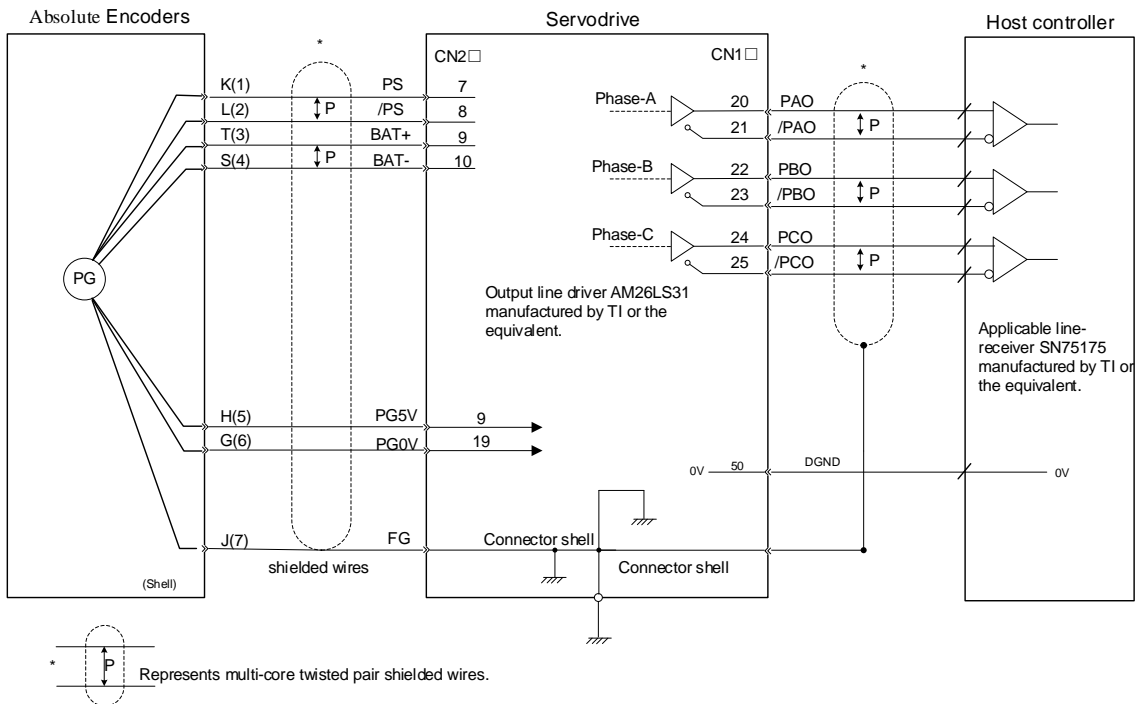 Absolute Encoders
Servodrive
Host controller
*
CN2□
CN1□
*
K(1) PS 7
L(2) P /PS 8
T(3) BAT+ 9
S(4) P BAT- 10
Phase-A 20 PAO
21 /PAO P
Phase-B 22 PBO
23 /PBO P
Phase-C 24 PCO
25 /PCO P
PG
Output line driver AM26LS31
manufactured by TI or the
equivalent.
Applicable line-
receiver SN75175
manufactured by TI or
the equivalent.
H(5) PG5V 9
G(6) PG0V 19
0V 50 DGND 0V
J(7) FG Connector shell
shielded wires
Connector shell
(Shell)
* P Represents multi-core twisted pair shielded wires.